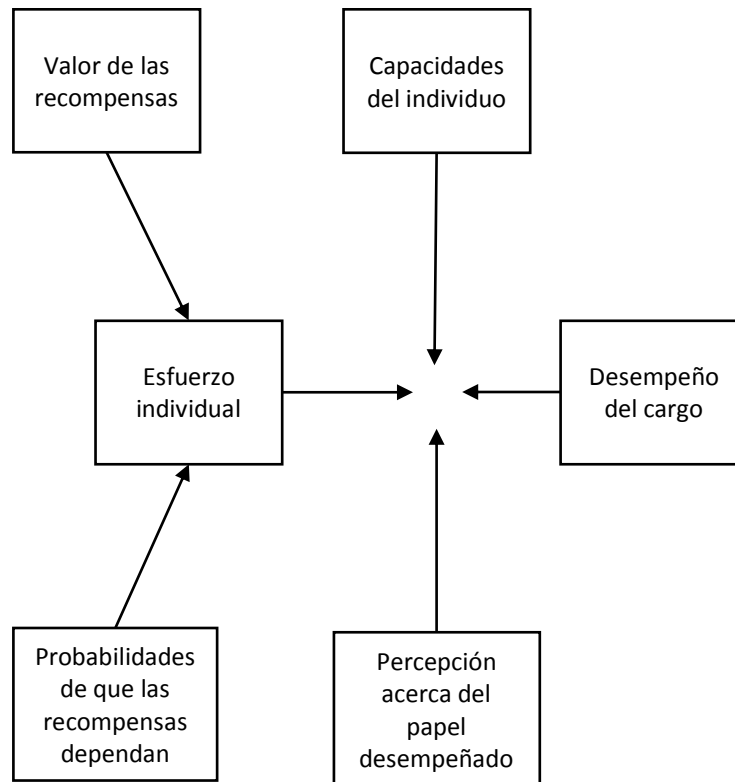 Valor de las
recompensas
Capacidades
del individuo
Esfuerzo
individual
Desempeño
del cargo
Probabilidades
de que las
recompensas
dependan
Percepción
acerca del
papel
desempeñado